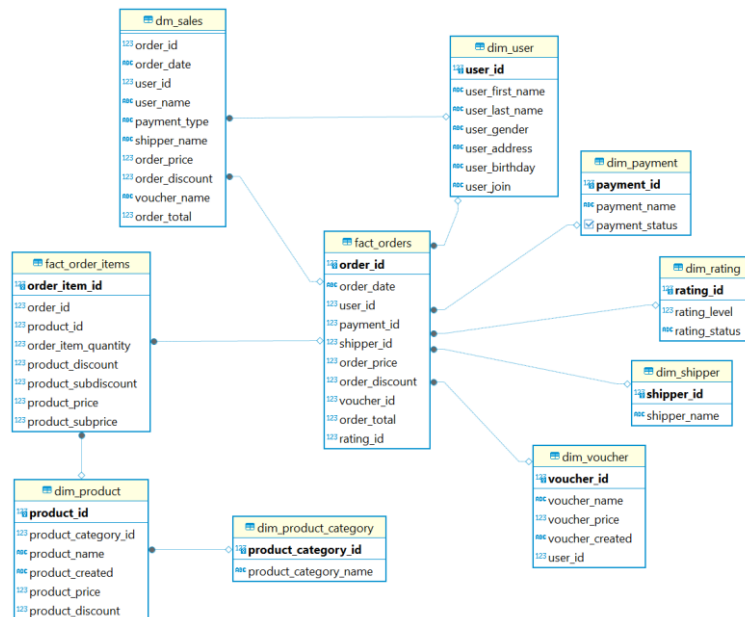 dm_sales
123 order_id
ABC order_date
123 user_id
ABC user_name
ABC payment_type
ABC shipper_name
123 order_price
123 order_discount
ABC voucher_name
123 order_total
dim_user
123 user_id
ABC user_first_name
ABC user_last_name
ABC user_gender
ABC user_address
ABC user_birthday
ABC user_join
dim_payment
123 payment_id
ABC payment_name
payment_status
fact_order_items
123 order_item_id
123 order_id
123 product_id
123 order_item_quantity
123 product_discount
123 product_subdiscount
123 product_price
123 product_subprice
fact_orders
123 order_id
ABC order_date
123 user_id
123 payment_id
123 shipper_id
123 order_price
123 order_discount
123 voucher_id
123 order_total
123 rating_id
dim_rating
123 rating_id
123 rating_level
ABC rating_status
dim_shipper
123 shipper_id
ABC shipper_name
dim_voucher
123 voucher_id
ABC voucher_name
123 voucher_price
ABC voucher_created
123 user_id
dim_product
123 product_id
123 product_category_id
ABC product_name
ABC product_created
123 product_price
123 product_discount
dim_product_category
123 product_category_id
ABC product_category_name